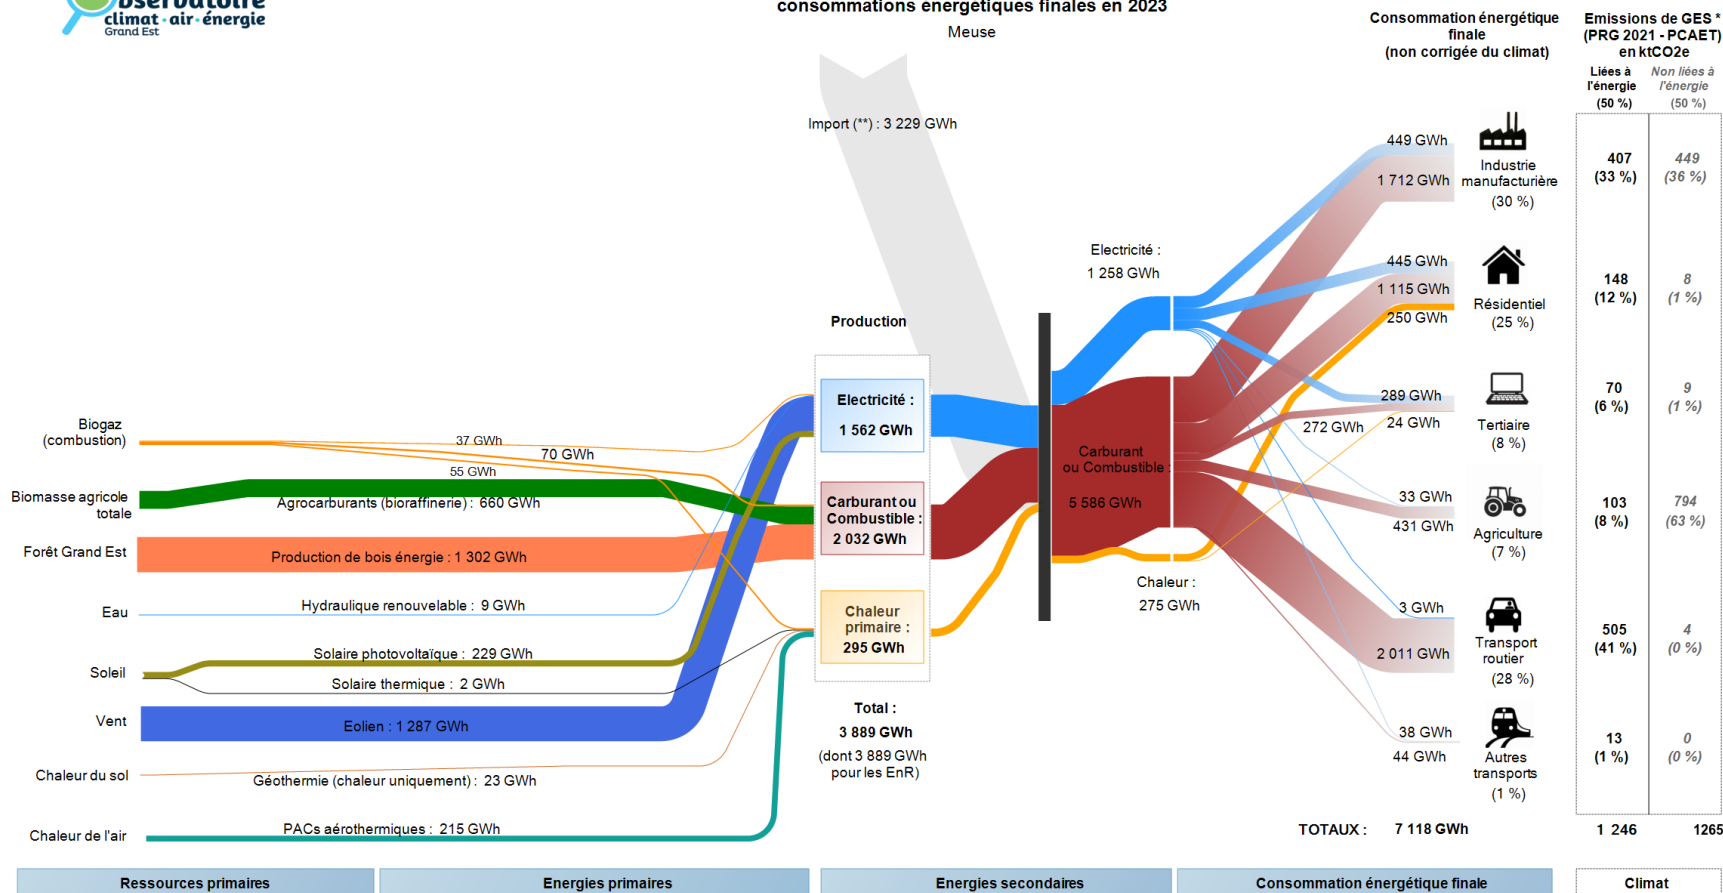 climat · air · énergie
Grand Est
consommations énergétiques finales en 2023
Meuse
Consommation énergétique
finale
(non corrigée du climat)
Emissions de GES *
(PRG 2021 - PCAET)
en ktCO2e
Liées à
l'énergie
(50 %)
Non liées à
l'énergie
(50 %)
Import (**) : 3 229 GWh
449 GWh
1 712 GWh
Industrie
manufacturière
(30 %)
407
(33 %)
449
(36 %)
Electricité :
1 258 GWh
445 GWh
1 115 GWh
250 GWh
Résidentiel
(25 %)
148
(12 %)
8
(1 %)
Production
Electricité :
1 562 GWh
289 GWh
24 GWh
272 GWh
Tertiaire
(8 %)
70
(6 %)
9
(1 %)
Biogaz
(combustion)
37 GWh
70 GWh
55 GWh
Carburant
ou Combustible :
5 586 GWh
Biomasse agricole
totale
Agrocarburants (bioraffinerie) : 660 GWh
Carburant ou
Combustible :
2 032 GWh
33 GWh
431 GWh
Agriculture
(7 %)
103
(8 %)
794
(63 %)
Forêt Grand Est
Production de bois énergie : 1 302 GWh
Chaleur :
275 GWh
Eau
Hydraulique renouvelable : 9 GWh
Chaleur
primaire :
295 GWh
3 GWh
2 011 GWh
Transport
routier
(28 %)
505
(41 %)
4
(0 %)
Soleil
Solaire photovoltaïque : 229 GWh
Solaire thermique : 2 GWh
Vent
Eolien : 1 287 GWh
Total :
3 889 GWh
(dont 3 889 GWh
pour les EnR)
38 GWh
44 GWh
Autres
transports
(1 %)
13
(1 %)
0
(0 %)
Chaleur du sol
Géothermie (chaleur uniquement) : 23 GWh
Chaleur de l'air
PACs aérothermiques : 215 GWh
TOTAUX : 7 118 GWh
1 246
1265
Ressources primaires
Energies primaires
Energies secondaires
Consommation énergétique finale
Climat